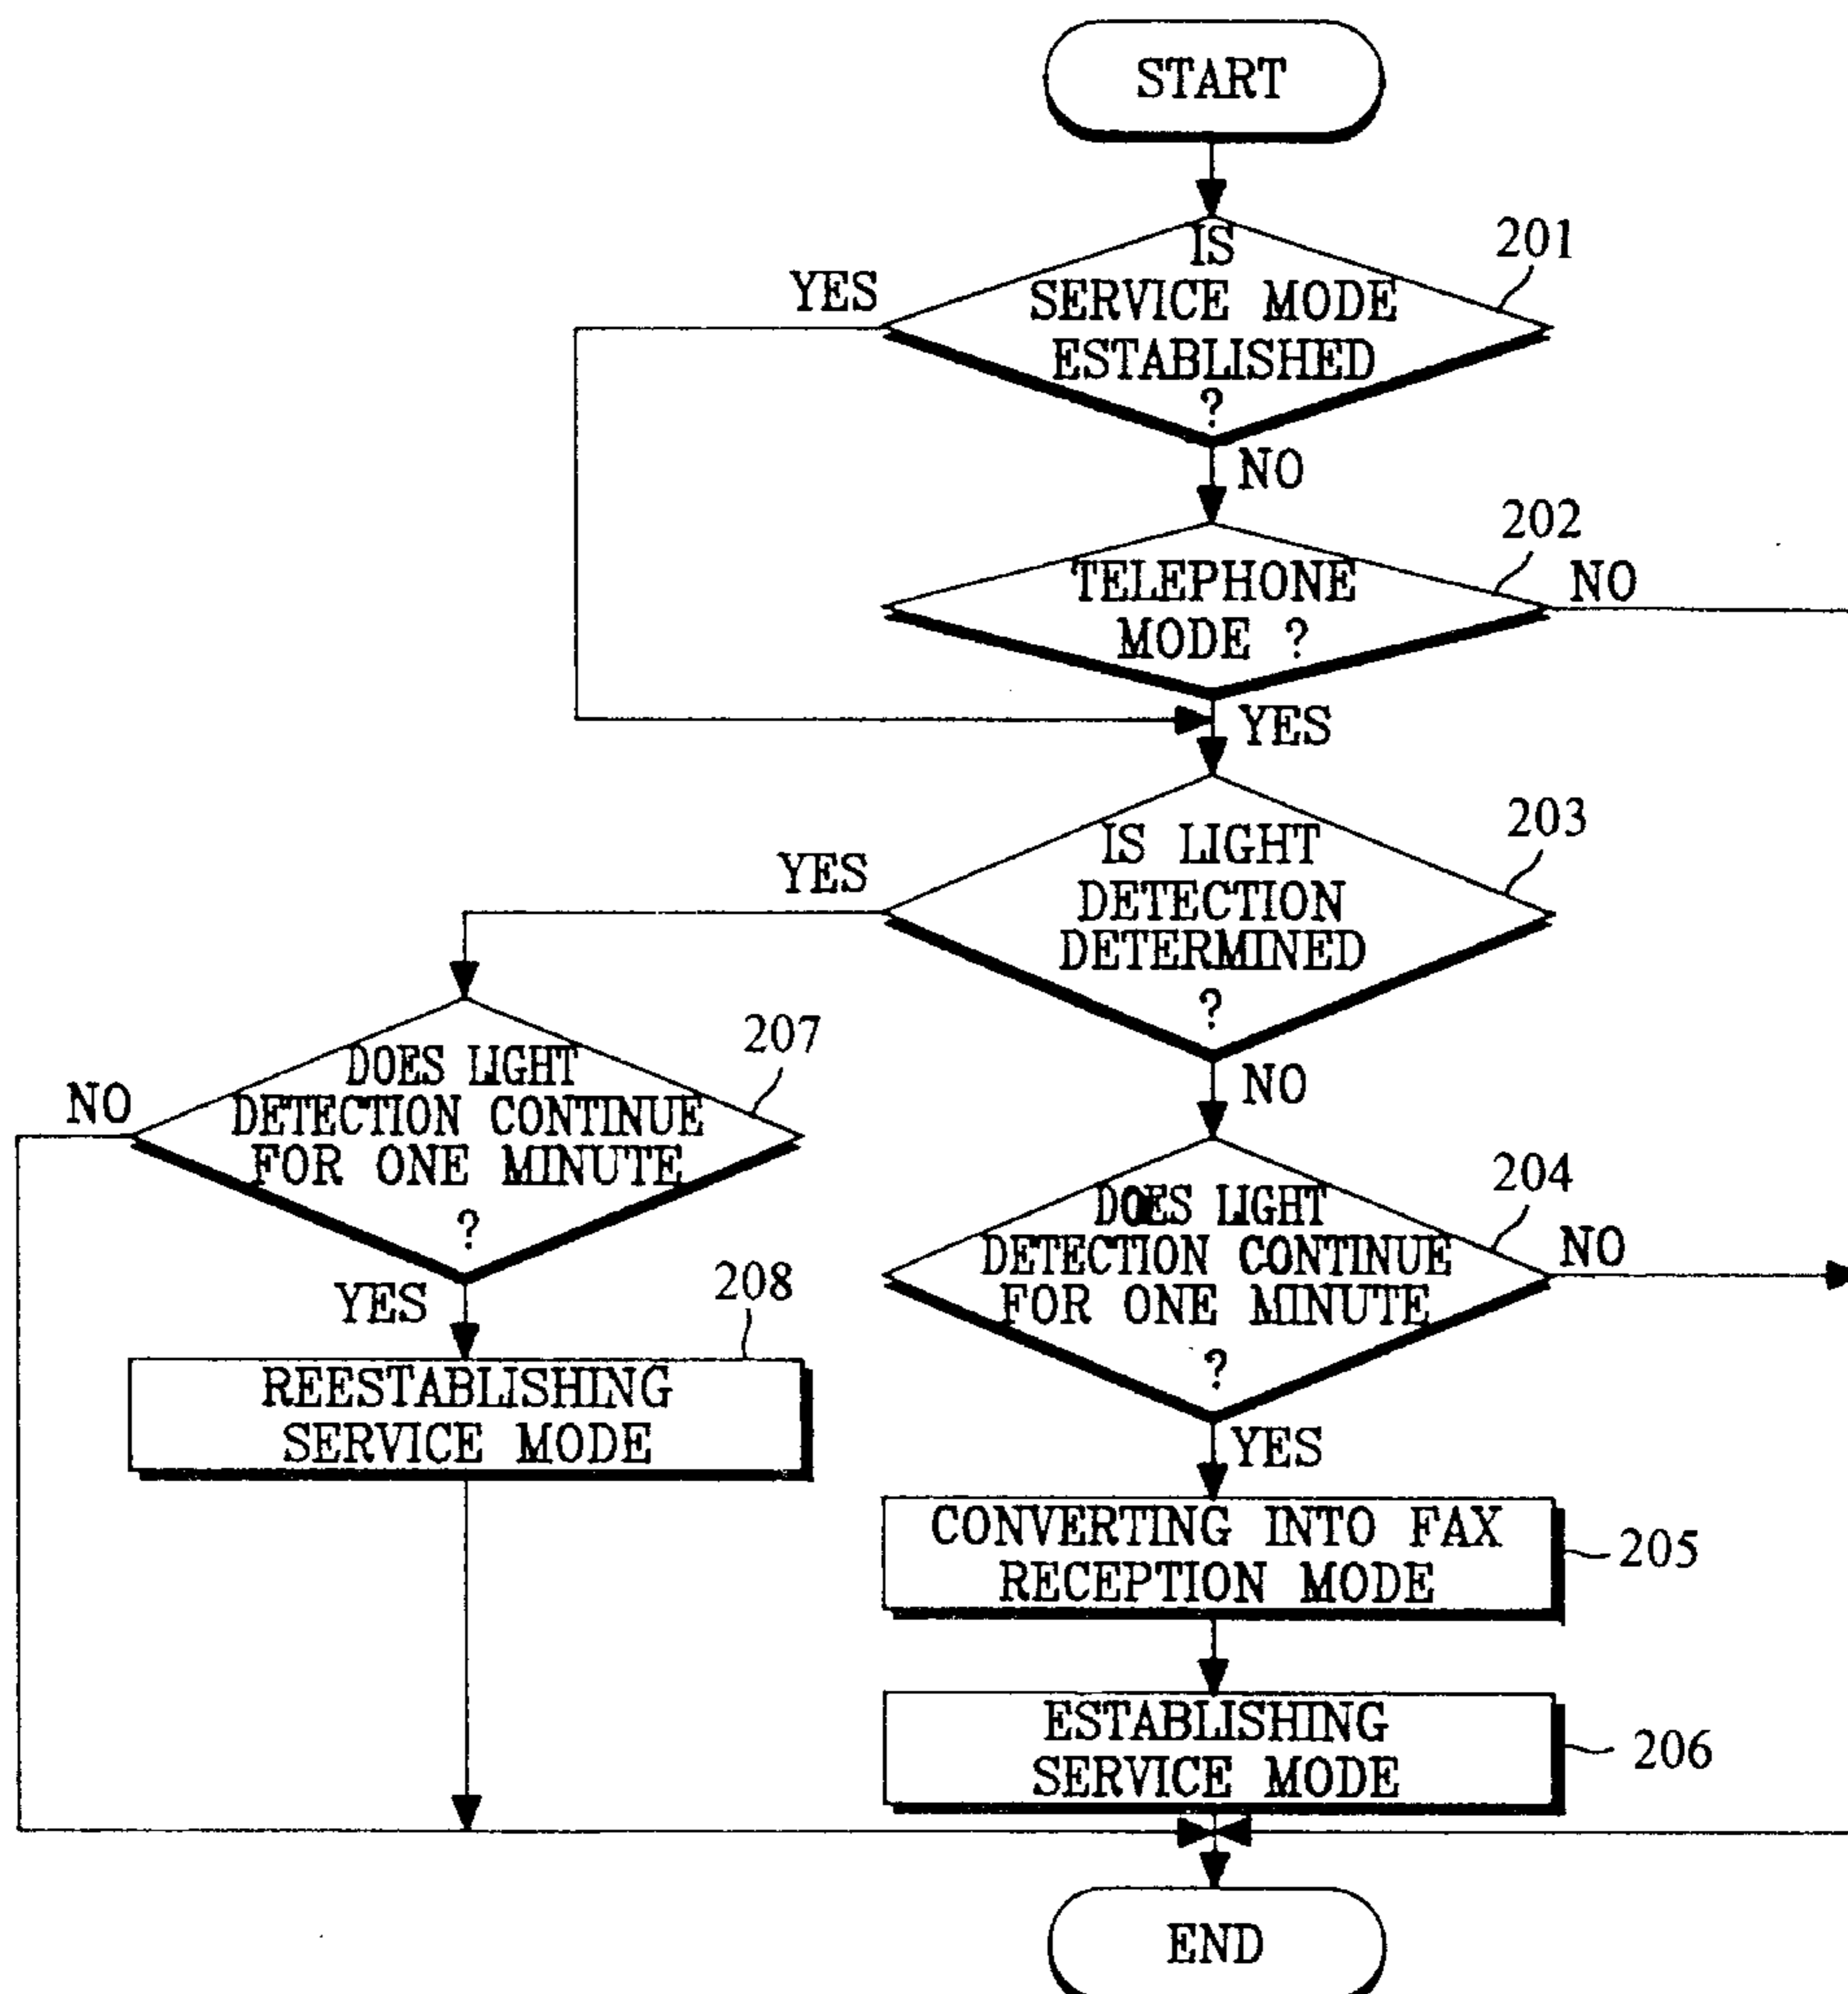 START
IS
SERVICE MODE
ESTABLISHED
?
201
YES
NO
TELEPHONE
MODE ?
202
NO
YES
IS LIGHT
DETECTION
DETERMINED
?
203
YES
NO
DOES LIGHT
DETECTION CONTINUE
FOR ONE MINUTE
?
207
NO
YES
DOES LIGHT
DETECTION CONTINUE
FOR ONE MINUTE
?
204
NO
YES
REESTABLISHING
SERVICE MODE
208
CONVERTING INTO FAX
RECEPTION MODE
205
ESTABLISHING
SERVICE MODE
206
END